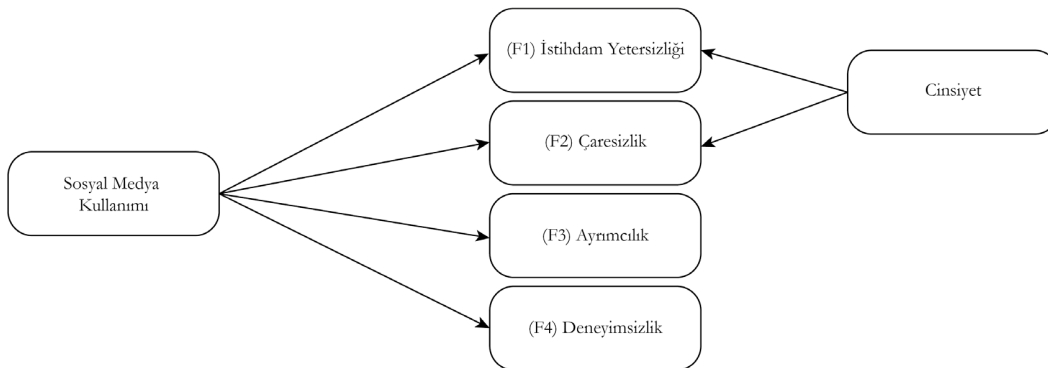 (F1) İstihdam Yetersizliği
Cinsiyet
(F2) Çaresizlik
Sosyal Medya
Kullanımı
(F3) Ayrımcılık
(F4) Deneyimsizlik